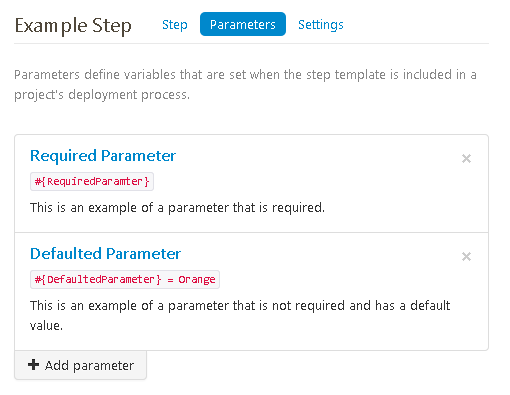 Example Step Step Parameters Settings
Parameters define variables that are set when the step template is included in a
project's deployment process.
Required Parameter ×
#{RequiredParamter}
This is an example of a parameter that is required.
Defaulted Parameter ×
#{DefaultedParameter} = Orange
This is an example of a parameter that is not required and has a default
value.
+ Add parameter